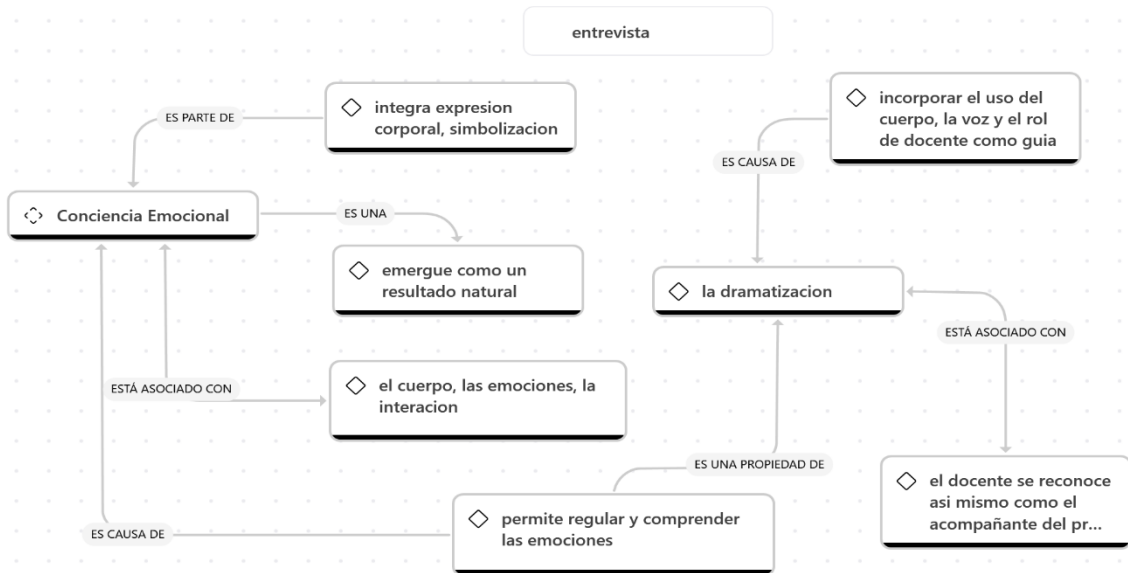 entrevista
integra expresion
corporal, simbolizacion
incorporar el uso del
cuerpo, la voz y el rol
de docente como guia
ES PARTE DE
ES CAUSA DE
Conciencia Emocional
ES UNA
emergue como un
resultado natural
la dramatizacion
ESTÁ ASOCIADO CON
ESTÁ ASOCIADO CON
el cuerpo, las emociones, la
interacion
ES UNA PROPIEDAD DE
el docente se reconoce
asi mismo como el
acompañante del pr...
permite regular y comprender
las emociones
ES CAUSA DE